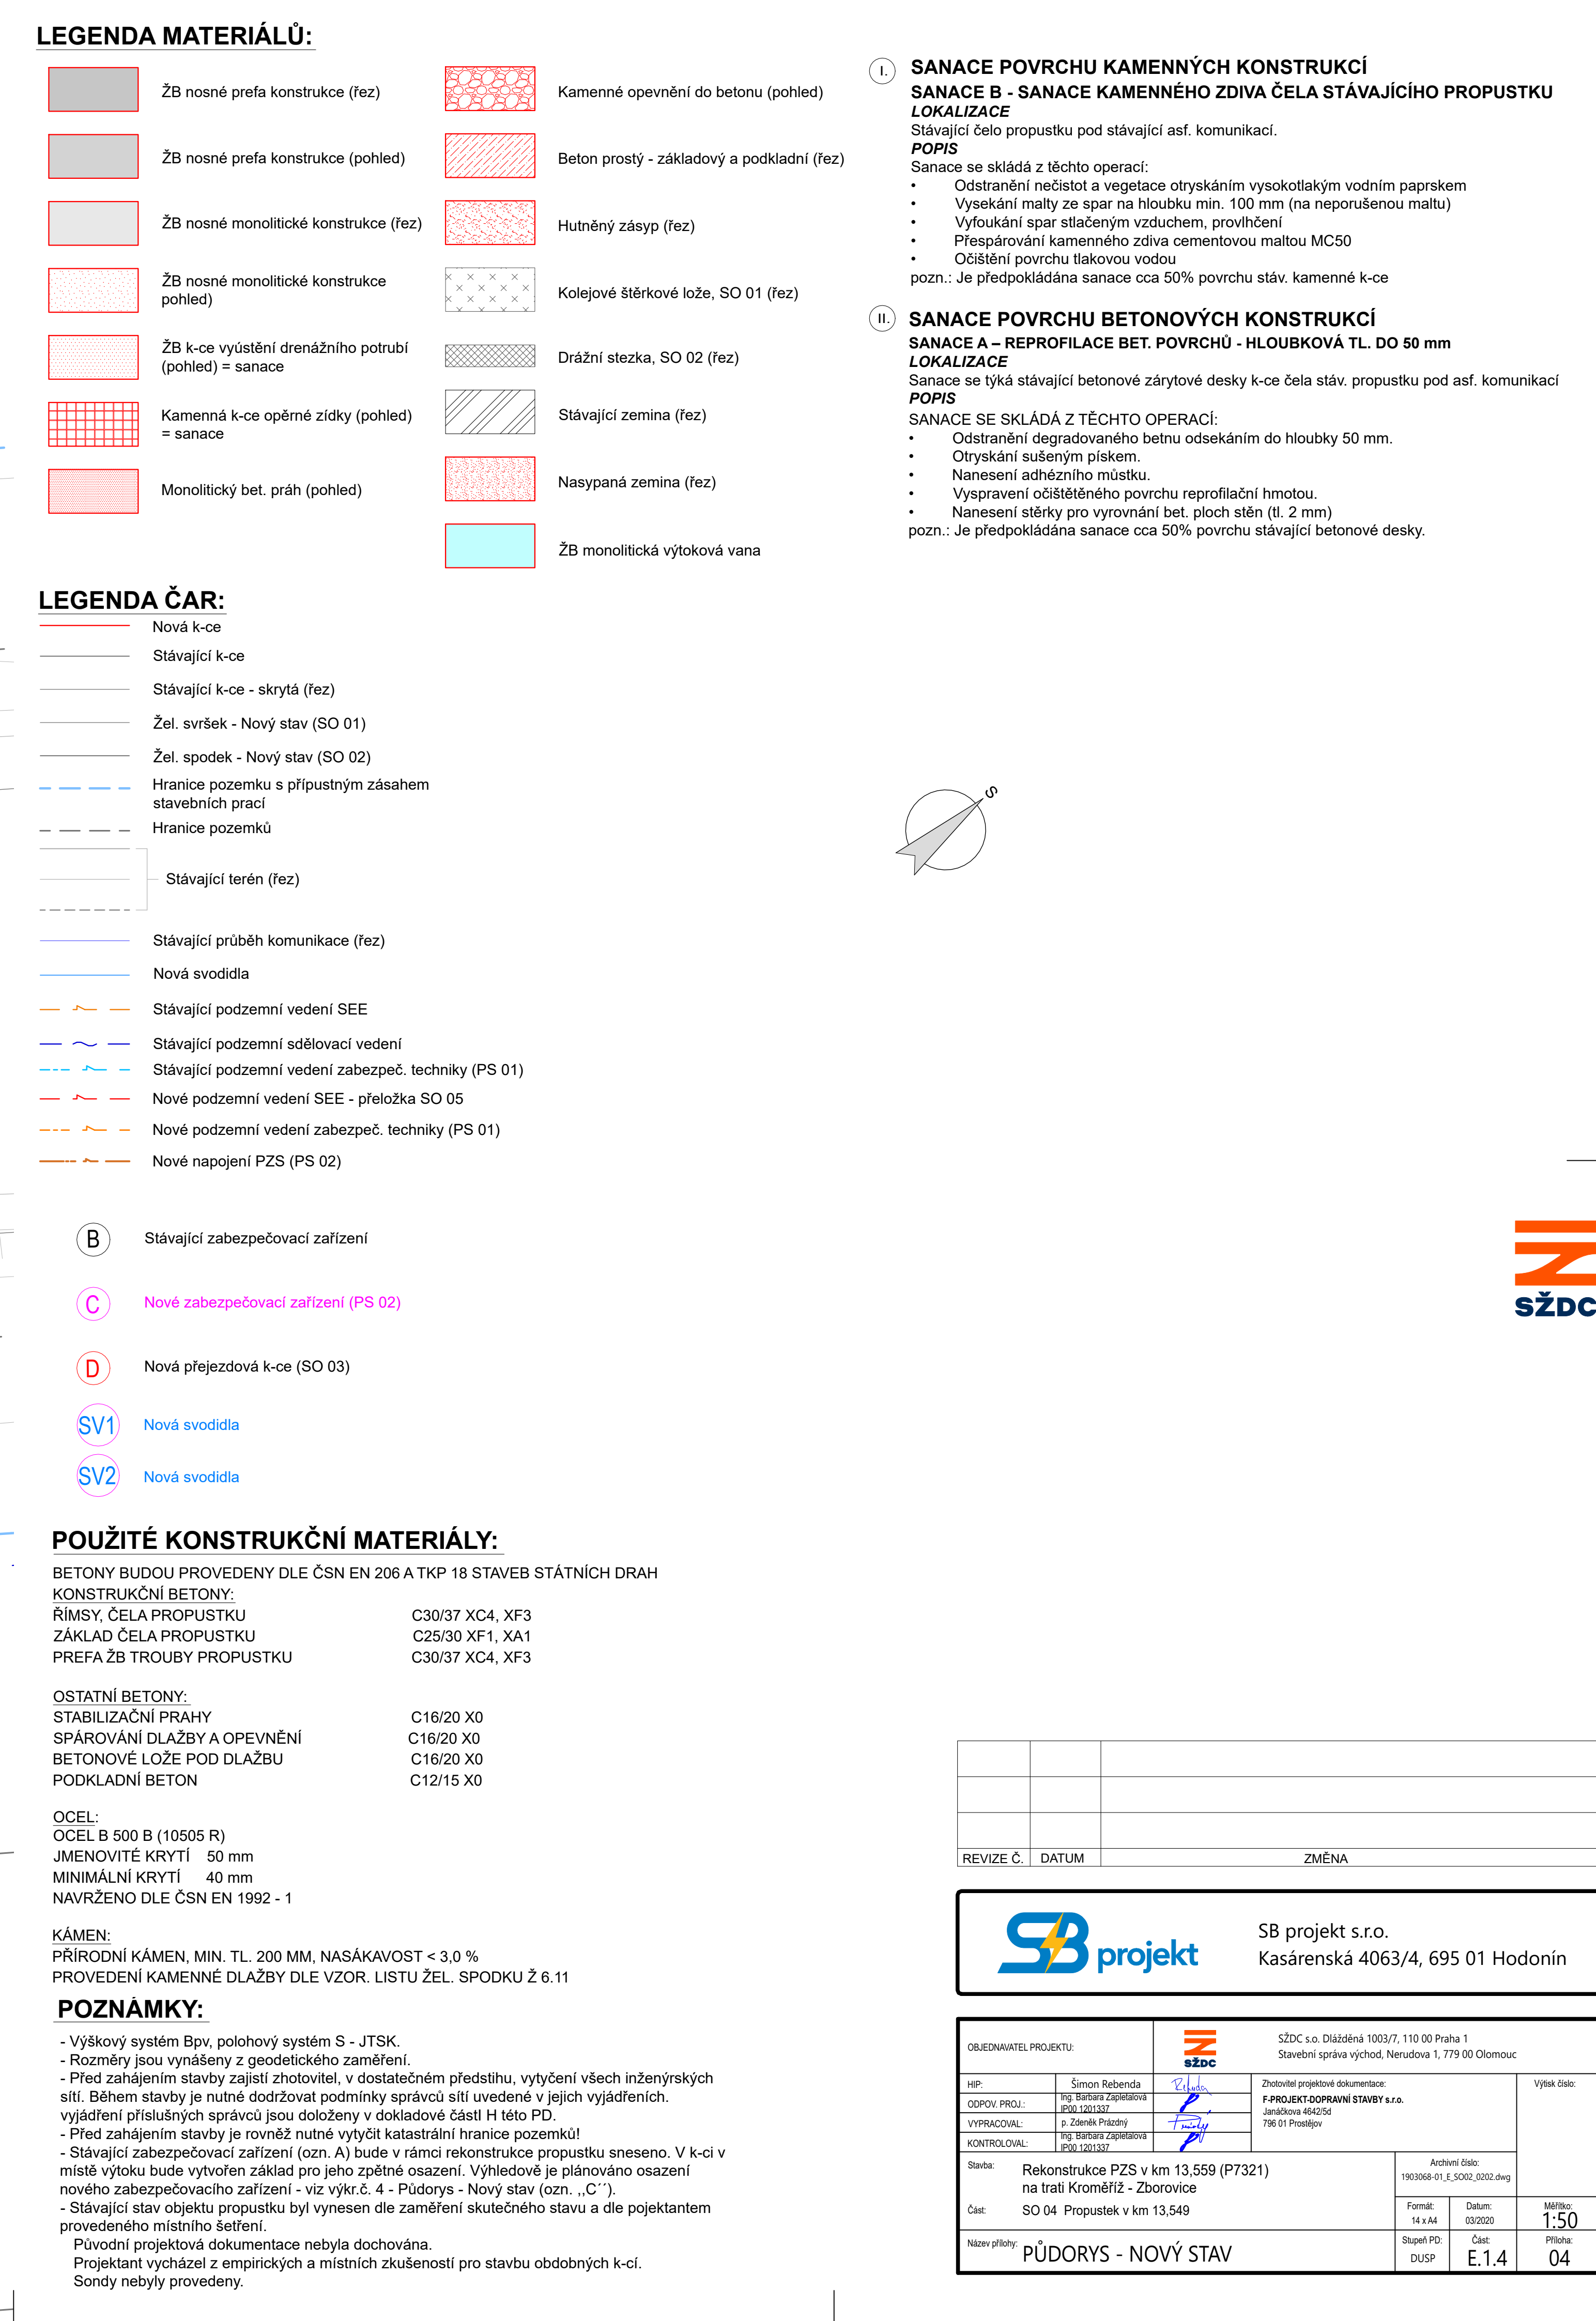 LEGENDA MATERIÁLŮ:
ŽB nosné prefa konstrukce (řez)
ŽB nosné prefa konstrukce (pohled)
ŽB nosné monolitické konstrukce (řez)
ŽB nosné monolitické konstrukce
pohled)
ŽB k-ce vyústění drenážního potrubí
(pohled) = sanace
Kamenná k-ce opěrné zídky (pohled)
= sanace
Monolitický bet. práh (pohled)
Kamenné opevnění do betonu (pohled)
Beton prostý - základový a podkladní (řez)
Hutněný zásyp (řez)
Kolejové štěrkové lože, SO 01 (řez)
Drážní stezka, SO 02 (řez)
Stávající zemina (řez)
Nasypaná zemina (řez)
ŽB monolitická výtoková vana
I. SANACE POVRCHU KAMENNÝCH KONSTRUKCÍ
SANACE B - SANACE KAMENNÉHO ZDIVA ČELA STÁVAJÍCÍHO PROPUSTKU
LOKALIZACE
Stávající čelo propustku pod stávající asf. komunikací.
POPIS
Sanace se skládá z těchto operací:
• Odstranění nečistot a vegetace otryskáním vysokotlakým vodním paprskem
• Vysekání malty ze spar na hloubku min. 100 mm (na neporušenou maltu)
• Vyfoukání spar stlačeným vzduchem, provlhčení
• Přespárování kamenného zdiva cementovou maltou MC50
• Očištění povrchu tlakovou vodou
pozn.: Je předpokládána sanace cca 50% povrchu stáv. kamenné k-ce
II. SANACE POVRCHU BETONOVÝCH KONSTRUKCÍ
SANACE A – REPROFILACE BET. POVRCHŮ - HLOUBKOVÁ TL. DO 50 mm
LOKALIZACE
Sanace se týká stávající betonové zárytové desky k-ce čela stáv. propustku pod asf. komunikací
POPIS
SANACE SE SKLÁDÁ Z TĚCHTO OPERACÍ:
• Odstranění degradovaného betnu odsekáním do hloubky 50 mm.
• Otryskání sušeným pískem.
• Nanesení adhézního můstku.
• Vyspravení očištětěného povrchu reprofilační hmotou.
• Nanesení stěrky pro vyrovnání bet. ploch stěn (tl. 2 mm)
pozn.: Je předpokládána sanace cca 50% povrchu stávající betonové desky.
LEGENDA ČAR:
Nová k-ce
Stávající k-ce
Stávající k-ce - skrytá (řez)
Žel. svršek - Nový stav (SO 01)
Žel. spodek - Nový stav (SO 02)
Hranice pozemku s přípustným zásahem
stavebních prací
Hranice pozemků
Stávající terén (řez)
Stávající průběh komunikace (řez)
Nová svodidla
Stávající podzemní vedení SEE
Stávající podzemní sdělovací vedení
Stávající podzemní vedení zabezpeč. techniky (PS 01)
Nové podzemní vedení SEE - přeložka SO 05
Nové podzemní vedení zabezpeč. techniky (PS 01)
Nové napojení PZS (PS 02)
S
B Stávající zabezpečovací zařízení
C Nové zabezpečovací zařízení (PS 02)
D Nová přejezdová k-ce (SO 03)
SV1 Nová svodidla
SV2 Nová svodidla
SŽDC
POUŽITÉ KONSTRUKČNÍ MATERIÁLY:
BETONY BUDOU PROVEDENY DLE ČSN EN 206 A TKP 18 STAVEB STÁTNÍCH DRAH
KONSTRUKČNÍ BETONY:
ŘÍMSY, ČELA PROPUSTKU C30/37 XC4, XF3
ZÁKLAD ČELA PROPUSTKU C25/30 XF1, XA1
PREFA ŽB TROUBY PROPUSTKU C30/37 XC4, XF3
OSTATNÍ BETONY:
STABILIZAČNÍ PRAHY C16/20 X0
SPÁROVÁNÍ DLAŽBY A OPEVNĚNÍ C16/20 X0
BETONOVÉ LOŽE POD DLAŽBU C16/20 X0
PODKLADNÍ BETON C12/15 X0
OCEL:
OCEL B 500 B (10505 R)
JMENOVITÉ KRYTÍ 50 mm
MINIMÁLNÍ KRYTÍ 40 mm
NAVRŽENO DLE ČSN EN 1992 - 1
KÁMEN:
PŘÍRODNÍ KÁMEN, MIN. TL. 200 MM, NASÁKAVOST < 3,0 %
PROVEDENÍ KAMENNÉ DLAŽBY DLE VZOR. LISTU ŽEL. SPODKU Ž 6.11
POZNÁMKY:
- Výškový systém Bpv, polohový systém S - JTSK.
- Rozměry jsou vynášeny z geodetického zaměření.
- Před zahájením stavby zajistí zhotovitel, v dostatečném předstihu, vytyčení všech inženýrských
sítí. Během stavby je nutné dodržovat podmínky správců sítí uvedené v jejich vyjádřeních.
vyjádření příslušných správců jsou doloženy v dokladové částI H této PD.
- Před zahájením stavby je rovněž nutné vytyčit katastrální hranice pozemků!
- Stávající zabezpečovací zařízení (ozn. A) bude v rámci rekonstrukce propustku sneseno. V k-ci v
místě výtoku bude vytvořen základ pro jeho zpětné osazení. Výhledově je plánováno osazení
nového zabezpečovacího zařízení - viz výkr.č. 4 - Půdorys - Nový stav (ozn. ,,C´´).
- Stávající stav objektu propustku byl vynesen dle zaměření skutečného stavu a dle pojektantem
provedeného místního šetření.
Původní projektová dokumentace nebyla dochována.
Projektant vycházel z empirických a místních zkušeností pro stavbu obdobných k-cí.
Sondy nebyly provedeny.
REVIZE Č. DATUM ZMĚNA
SB projekt
SB projekt s.r.o.
Kasárenská 4063/4, 695 01 Hodonín
OBJEDNAVATEL PROJEKTU:
SŽDC
SŽDC s.o. Dlážděná 1003/7, 110 00 Praha 1
Stavební správa východ, Nerudova 1, 779 00 Olomouc
HIP: Šimon Rebenda
ODPOV. PROJ.: Ing. Barbara Zapletalová
IP00 1201337
VYPRACOVAL: p. Zdeněk Prázdný
KONTROLOVAL: Ing. Barbara Zapletalová
IP00 1201337
Zhotovitel projektové dokumentace:
F-PROJEKT-DOPRAVNÍ STAVBY s.r.o.
Janáčkova 4642/5d
796 01 Prostějov
Výtisk číslo:
Stavba: Rekonstrukce PZS v km 13,559 (P7321)
na trati Kroměříž - Zborovice
Část: SO 04 Propustek v km 13,549
Archivní číslo:
1903068-01_E_SO02_0202.dwg
Formát: Datum: Měřítko:
14 x A4 03/2020 1:50
Název přílohy: PŮDORYS - NOVÝ STAV
Stupeň PD: Část: Příloha:
DUSP E.1.4 04